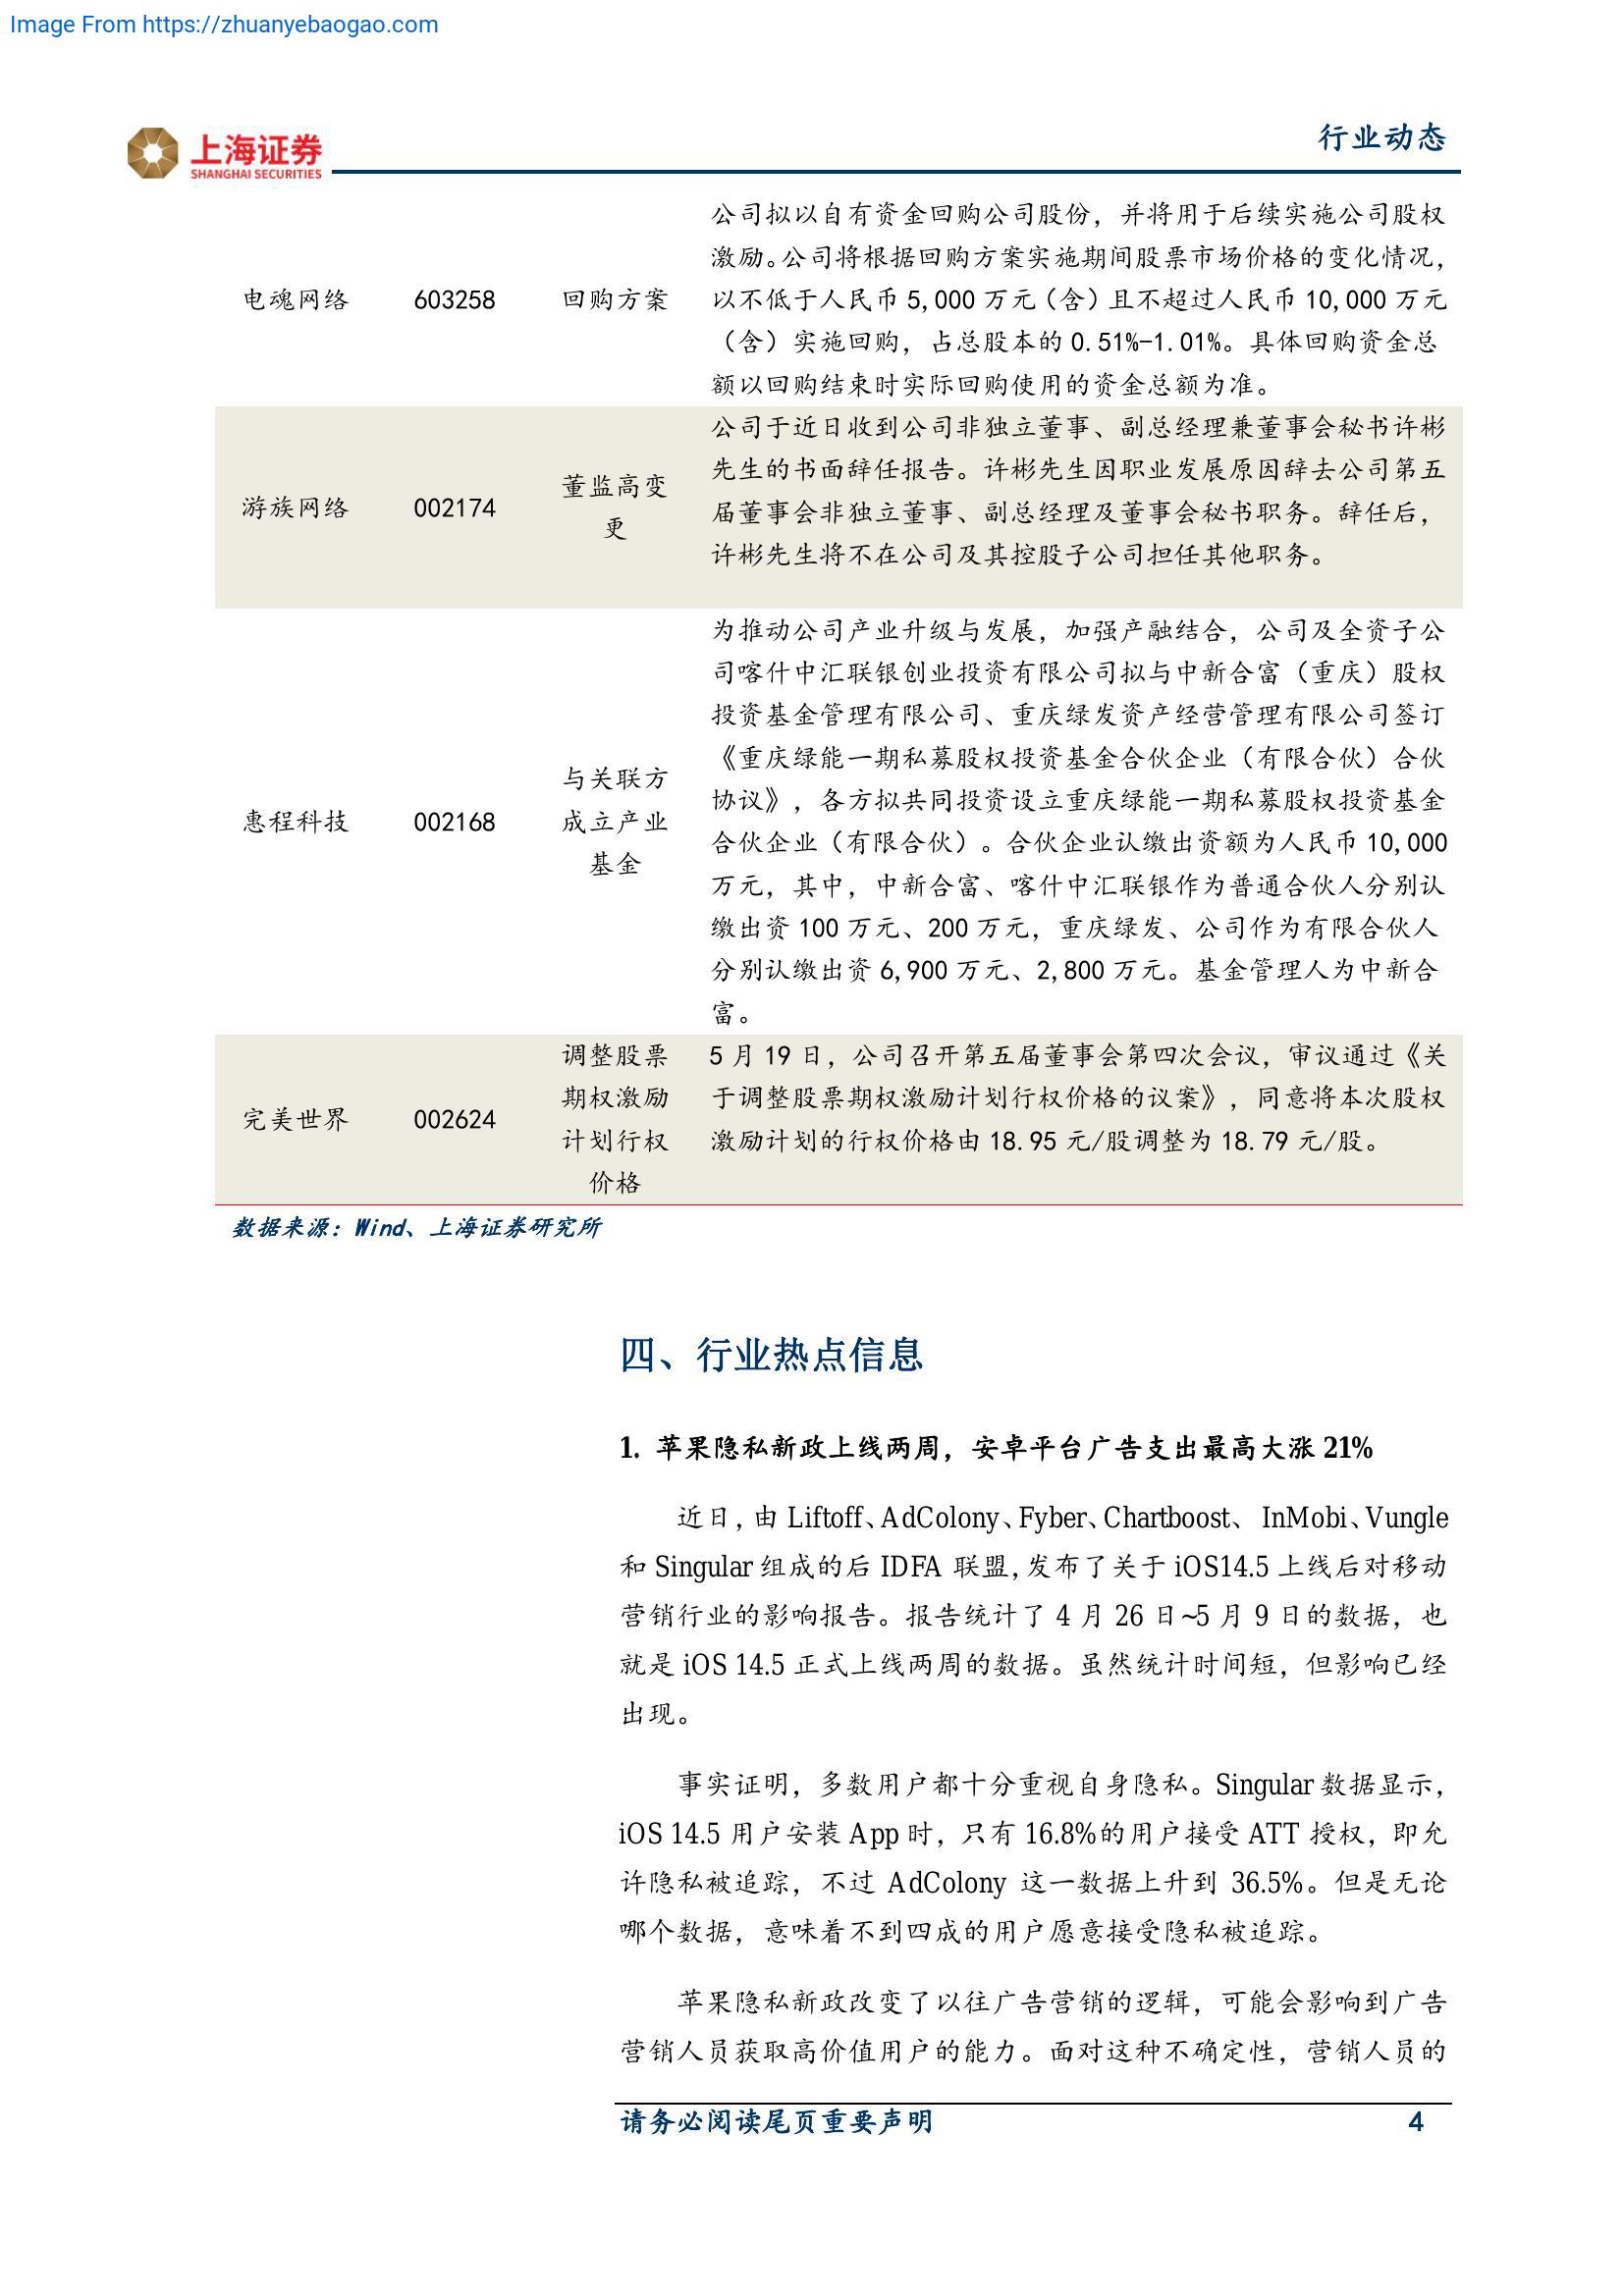 Image From https://zhuanyebaogao.com
上海证券
SHANGHAI SECURITIES
行业动态
电魂网络
603258
回购方案
公司拟以自有资金回购公司股份，并将用于后续实施公司股权
激励。公司将根据回购方案实施期间股票市场价格的变化情况，
以不低于人民币 5,000 万元（含）且不超过人民币 10,000 万元
（含）实施回购，占总股本的 0.51%-1.01%。具体回购资金总
额以回购结束时实际回购使用的资金总额为准。
游族网络
002174
董监高变
更
公司于近日收到公司非独立董事、副总经理兼董事会秘书许彬
先生的书面辞任报告。许彬先生因职业发展原因辞去公司第五
届董事会非独立董事、副总经理及董事会秘书职务。辞任后，
许彬先生将不在公司及其控股子公司担任其他职务。
惠程科技
002168
与关联方
成立产业
基金
为推动公司产业升级与发展，加强产融结合，公司及全资子公
司喀什中汇联银创业投资有限公司拟与中新合富（重庆）股权
投资基金管理有限公司、重庆绿发资产经营管理有限公司签订
《重庆绿能一期私募股权投资基金合伙企业（有限合伙）合伙
协议》，各方拟共同投资设立重庆绿能一期私募股权投资基金
合伙企业（有限合伙）。合伙企业认缴出资额为人民币 10,000
万元，其中，中新合富、喀什中汇联银作为普通合伙人分别认
缴出资 100 万元、200 万元，重庆绿发、公司作为有限合伙人
分别认缴出资 6,900 万元、2,800 万元。基金管理人为中新合
富。
完美世界
002624
调整股票
期权激励
计划行权
价格
5 月 19 日，公司召开第五届董事会第四次会议，审议通过《关
于调整股票期权激励计划行权价格的议案》，同意将本次股权
激励计划的行权价格由 18.95 元/股调整为 18.79 元/股。
数据来源：Wind、上海证券研究所
四、行业热点信息
1. 苹果隐私新政上线两周，安卓平台广告支出最高大涨 21%
近日，由 Liftoff、AdColony、Fyber、Chartboost、 InMobi、Vungle
和 Singular 组成的后 IDFA 联盟，发布了关于 iOS14.5 上线后对移动
营销行业的影响报告。报告统计了 4 月 26 日~5 月 9 日的数据，也
就是 iOS 14.5 正式上线两周的数据。虽然统计时间短，但影响已经
出现。
事实证明，多数用户都十分重视自身隐私。Singular 数据显示，
iOS 14.5 用户安装 App 时，只有 16.8%的用户接受 ATT 授权，即允
许隐私被追踪，不过 AdColony 这一数据上升到 36.5%。但是无论
哪个数据，意味着不到四成的用户愿意接受隐私被追踪。
苹果隐私新政改变了以往广告营销的逻辑，可能会影响到广告
营销人员获取高价值用户的能力。面对这种不确定性，营销人员的
请务必阅读尾页重要声明
4